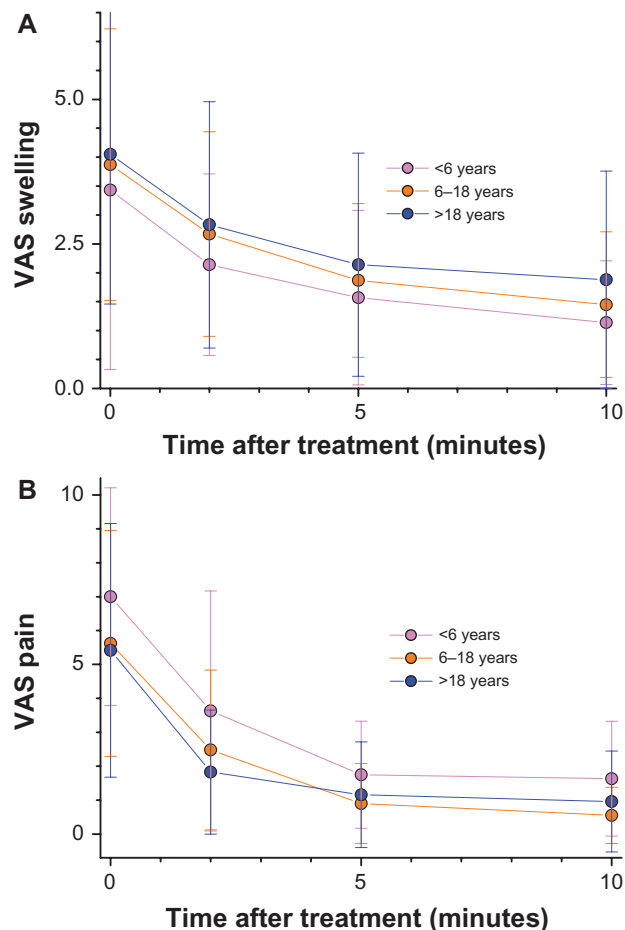 A
VAS swelling
5.0
2.5
0.0
<6 years
6–18 years
>18 years
0
5
10
Time after treatment (minutes)
B
VAS pain
10
5
0
<6 years
6–18 years
>18 years
0
5
10
Time after treatment (minutes)